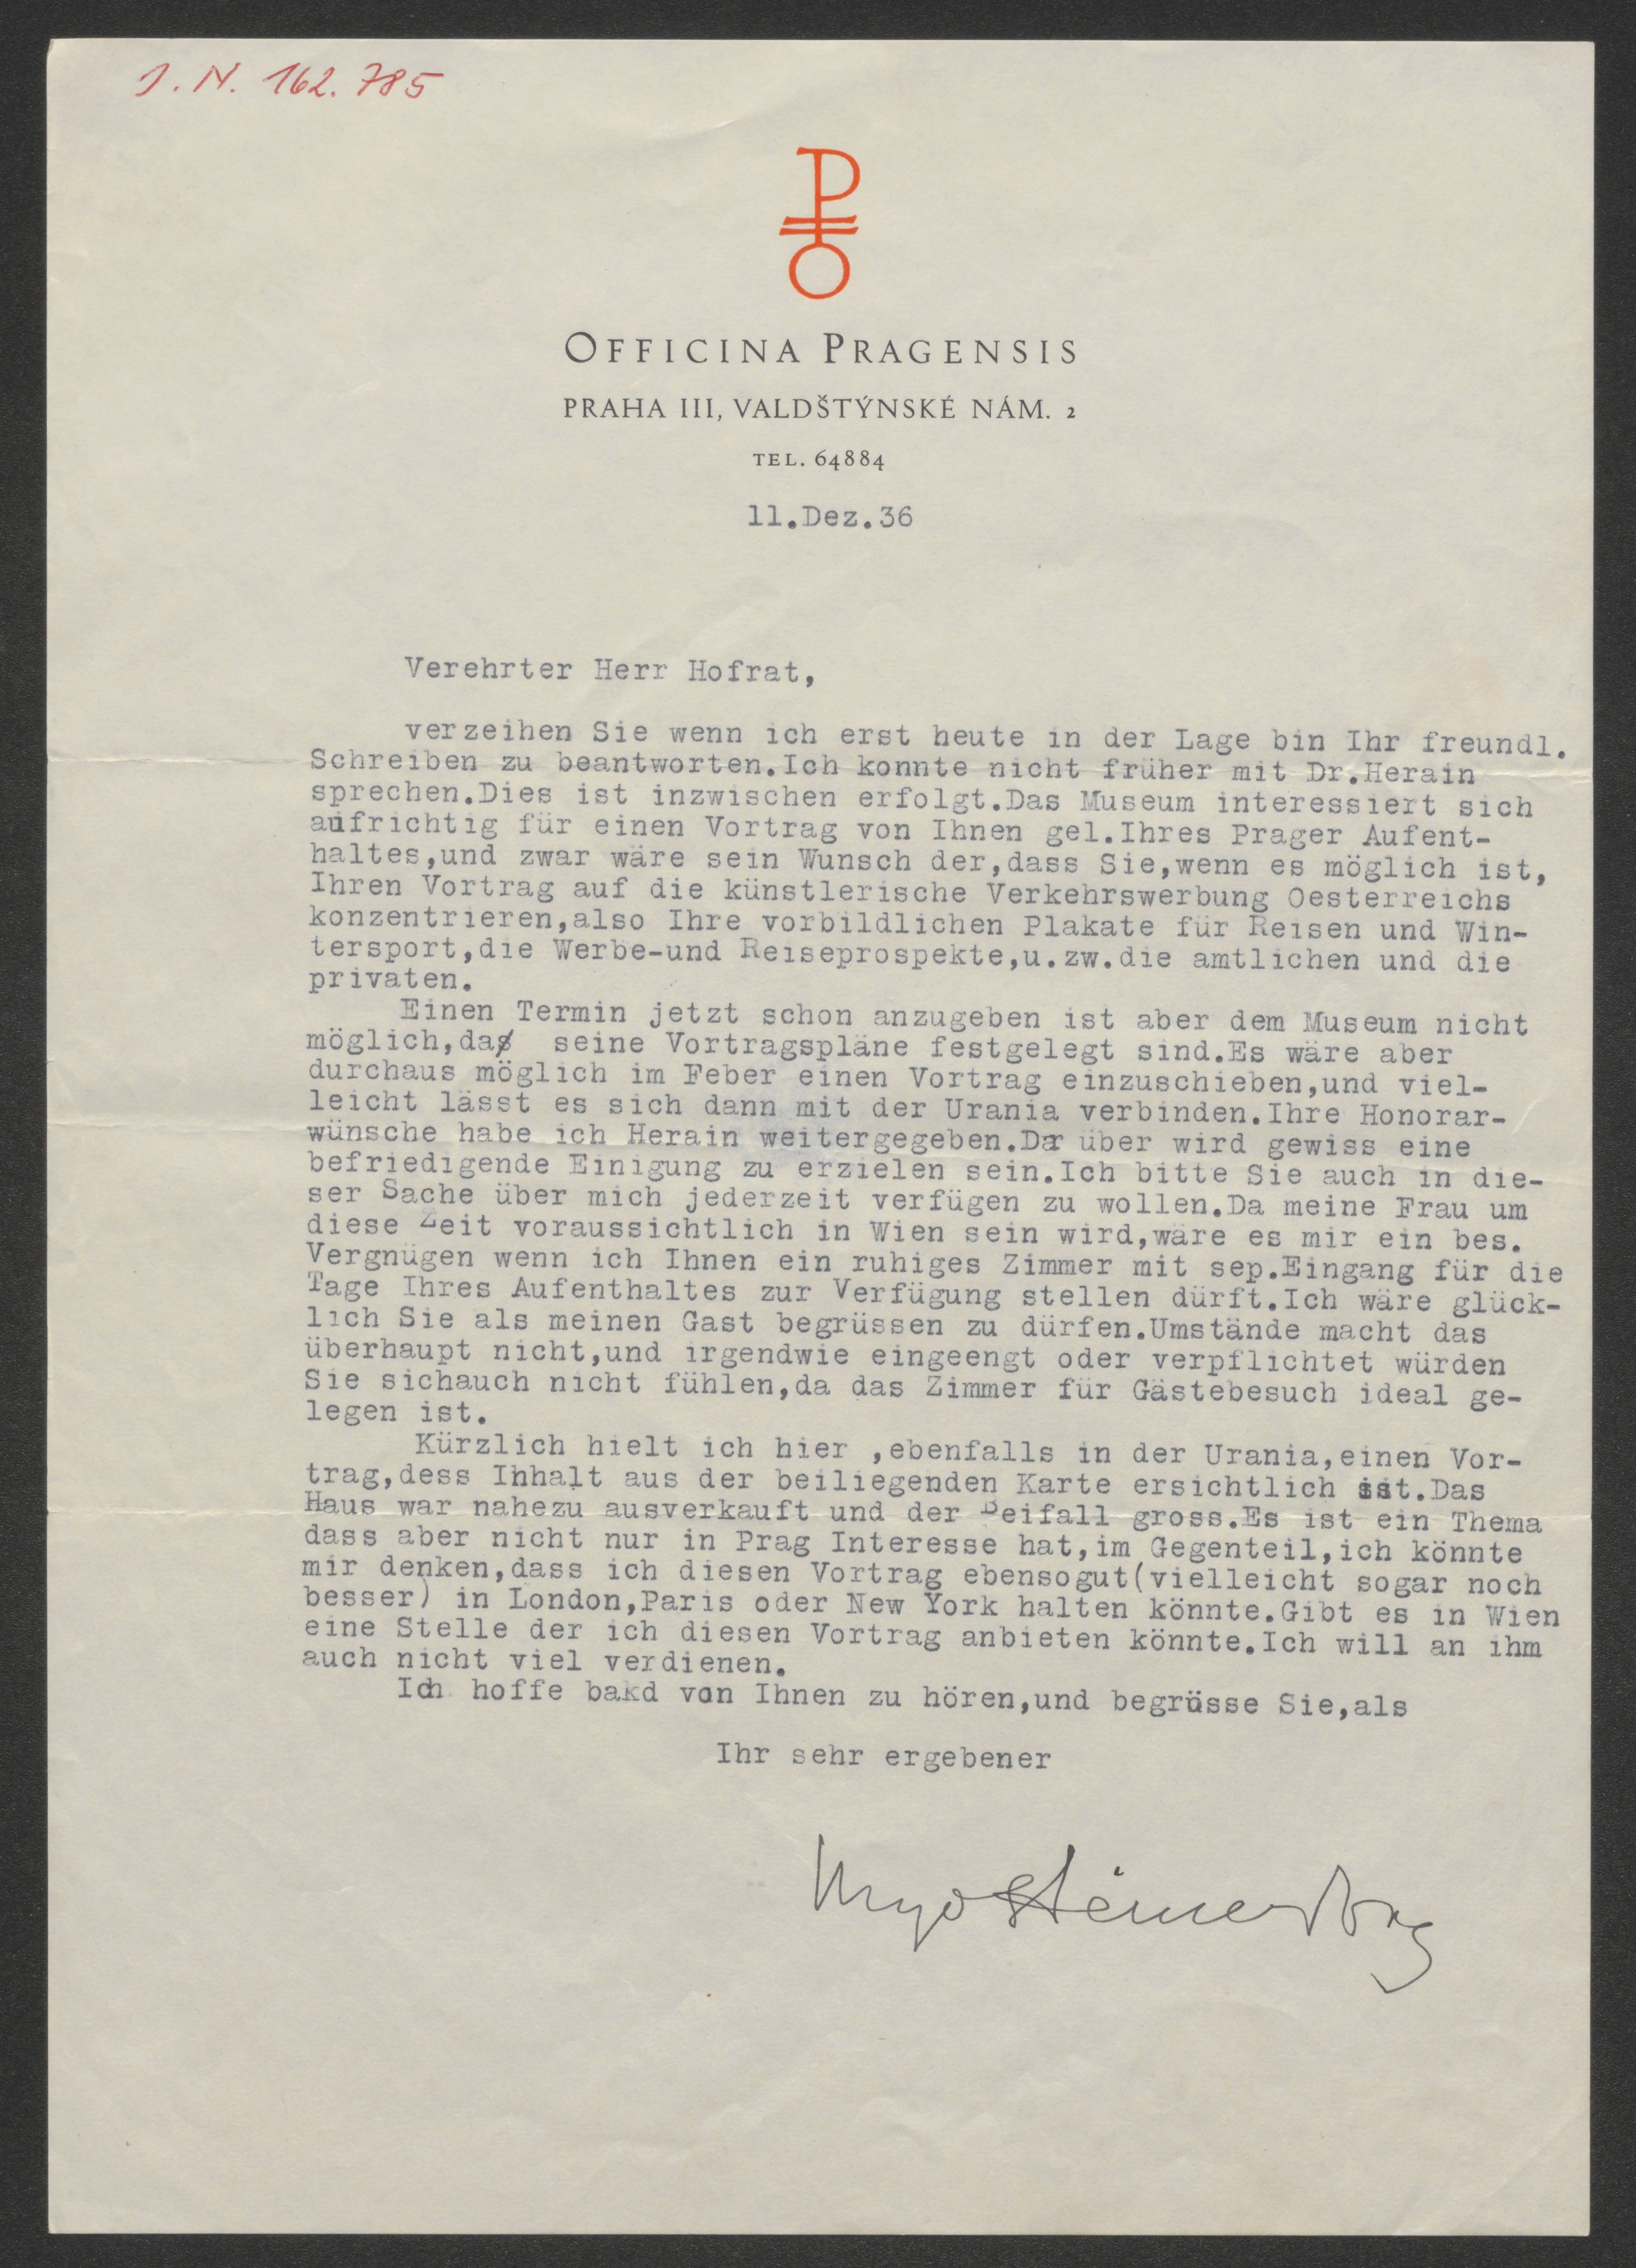 J. N. 162.785
PO
OFFICINA PRAGENSIS
PRAHA III, VALDŠTÝNSKÉ NÁM. 2
TEL. 64884
11.Dez.36
Verehrter Herr Hofrat,
verzeihen Sie wenn ich erst heute in der Lage bin Ihr freundl.
Schreiben zu beantworten.Ich konnte nicht früher mit Dr.Herain
sprechen.Dies ist inzwischen erfolgt.Das Museum interessiert sich
aufrichtig für einen Vortrag von Ihnen gel.Ihres Prager Aufent-
haltes,und zwar wäre sein Wunsch der,dass Sie,wenn es möglich ist,
Ihren Vortrag auf die künstlerische Verkehrswerbung Oesterreichs
konzentrieren,also Ihre vorbildlichen Plakate für Reisen und Win-
tersport,die Werbe-und Reiseprospekte,u.zw.die amtlichen und die
privaten.
Einen Termin jetzt schon anzugeben ist aber dem Museum nicht
möglich,da seine Vortragspläne festgelegt sind.Es wäre aber
durchaus möglich im Feber einen Vortrag einzuschieben,und viel-
leicht lässt es sich dann mit der Urania verbinden.Ihre Honorar-
wünsche habe ich Herain weitergegeben.Dar über wird gewiss eine
befriedigende Einigung zu erzielen sein.Ich bitte Sie auch in die-
ser Sache über mich jederzeit verfügen zu wollen.Da meine Frau um
diese Zeit voraussichtlich in Wien sein wird,wäre es mir ein bes.
Vergnügen wenn ich Ihnen ein ruhiges Zimmer mit sep.Eingang für die
Tage Ihres Aufenthaltes zur Verfügung stellen dürft.Ich wäre glück-
lich Sie als meinen Gast begrüssen zu dürfen.Umstände macht das
überhaupt nicht,und irgendwie eingeengt oder verpflichtet würden
Sie sichauch nicht fühlen,da das Zimmer für Gästebesuch ideal ge-
legen ist.
Kürzlich hielt ich hier ,ebenfalls in der Urania,einen Vor-
trag,dess Ihhalt aus der beiliegenden Karte ersichtlich ist.Das
Haus war nahezu ausverkauft und der Beifall gross.Es ist ein Thema
dass aber nicht nur in Prag Interesse hat,im Gegenteil,ich könnte
mir denken,dass ich diesen Vortrag ebensogut(vielleicht sogar noch
besser) in London,Paris oder New York halten könnte.Gibt es in Wien
eine Stelle der ich diesen Vortrag anbieten könnte.Ich will an ihm
auch nicht viel verdienen.
Ich hoffe bakd von Ihnen zu hören,und begrüsse Sie,als
Ihr sehr ergebener
Hugo Steiner Prag